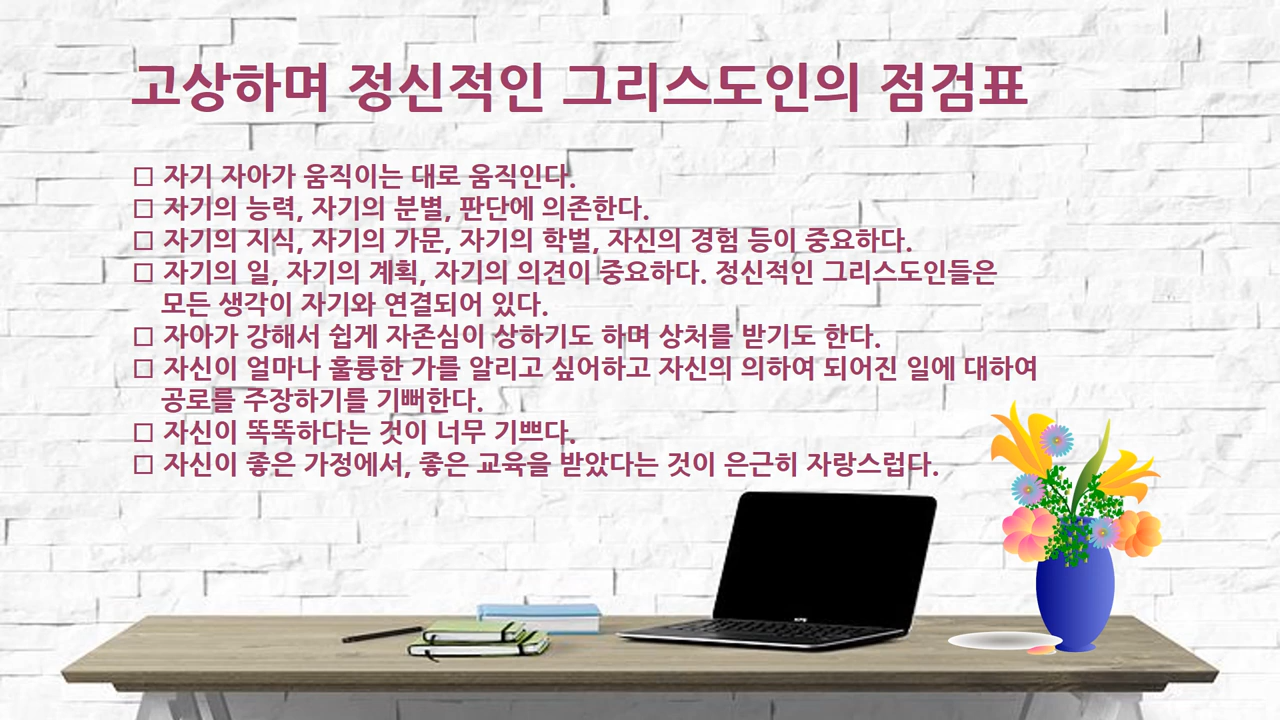 고상하며 정신적인 그리스도인의 점검표
□ 자기 자아가 움직이는 대로 움직인다.
□ 자기의 능력, 자기의 분별, 판단에 의존한다.
□ 자기의 지식, 자기의 가문, 자기의 학벌, 자신의 경험 등이 중요하다.
□ 자기의 일, 자기의 계획, 자기의 의견이 중요하다. 정신적인 그리스도인들은
모든 생각이 자기와 연결되어 있다.
□ 자아가 강해서 쉽게 자존심이 상하기도 하며 상처를 받기도 한다.
□ 자신이 얼마나 훌륭한 가를 알리고 싶어하고 자신의 의하여 되어진 일에 대하여
공로를 주장하기를 기뻐한다.
□ 자신이 똑똑하다는 것이 너무 기쁘다.
□ 자신이 좋은 가정에서, 좋은 교육을 받았다는 것이 은근히 자랑스럽다.